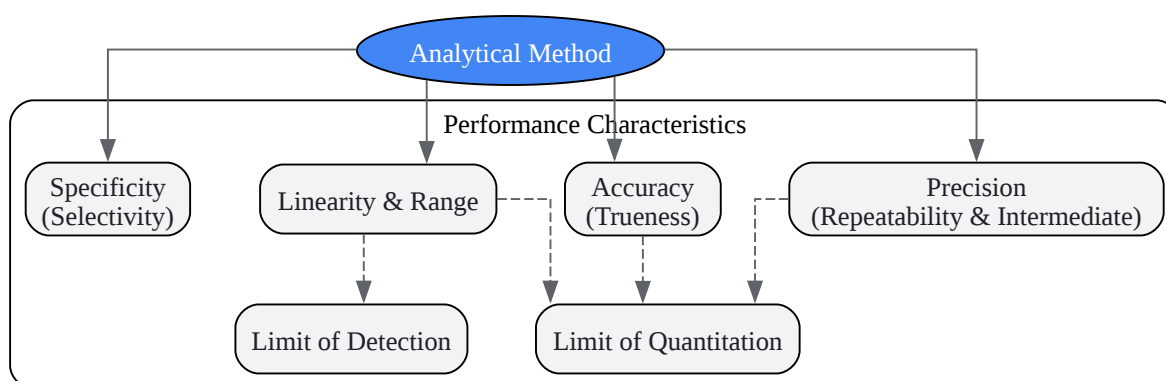 Analytical Method
Performance Characteristics
Specificity
(Selectivity)
Linearity & Range
Accuracy
(Trueness)
Precision
(Repeatability & Intermediate)
Limit of Detection
Limit of Quantitation